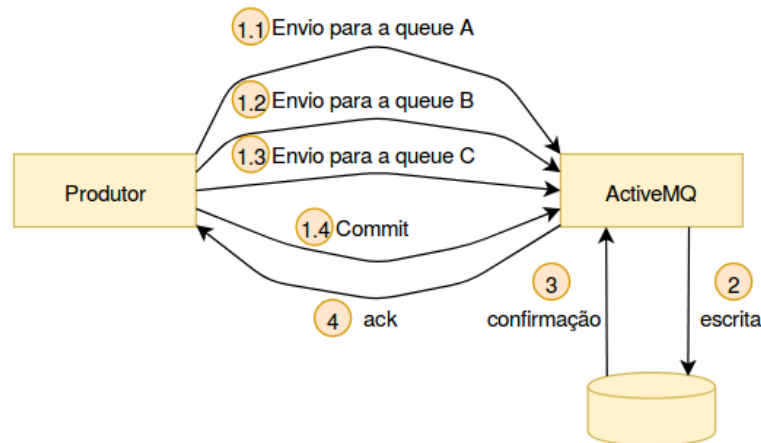 1.1 Envio para a queue A
1.2 Envio para a queue B
1.3 Envio para a queue C
Produtor
ActiveMQ
1.4 Commit
4 ack
3
confirmação
2
escrita